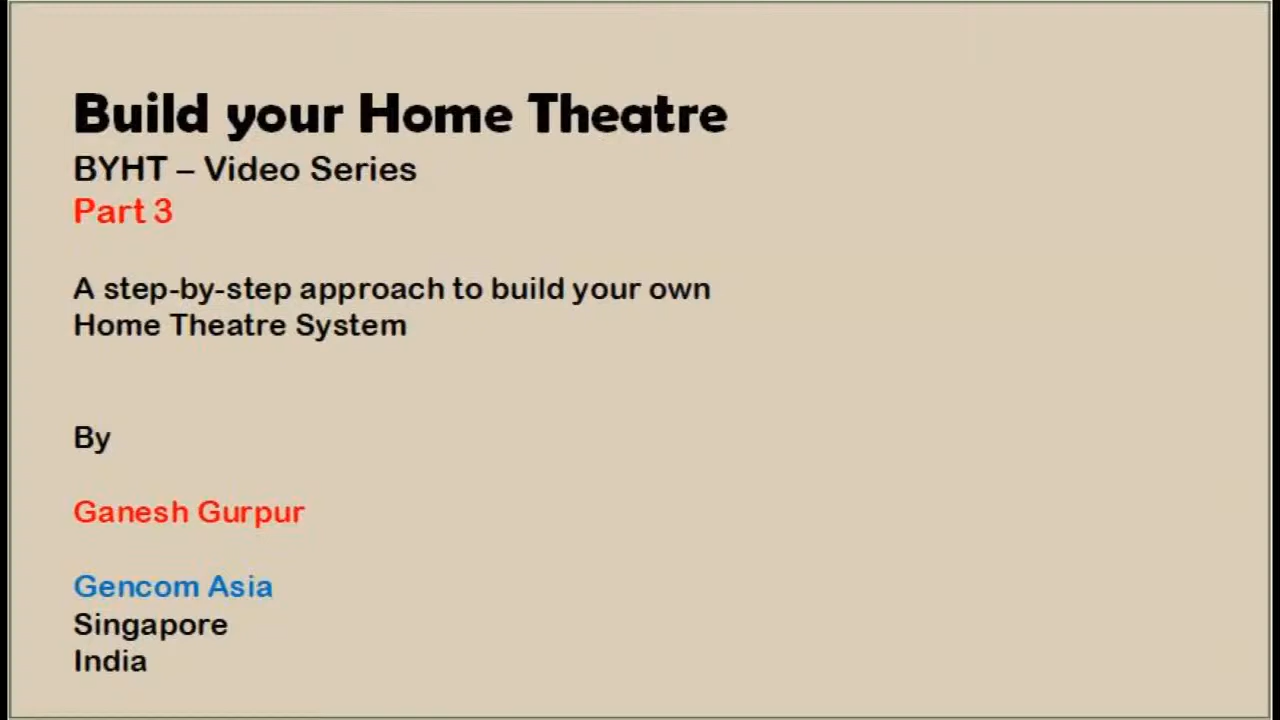 Build your Home Theatre
BYHT – Video Series
Part 3
A step-by-step approach to build your own
Home Theatre System
By
Ganesh Gurpur
Gencom Asia
Singapore
India